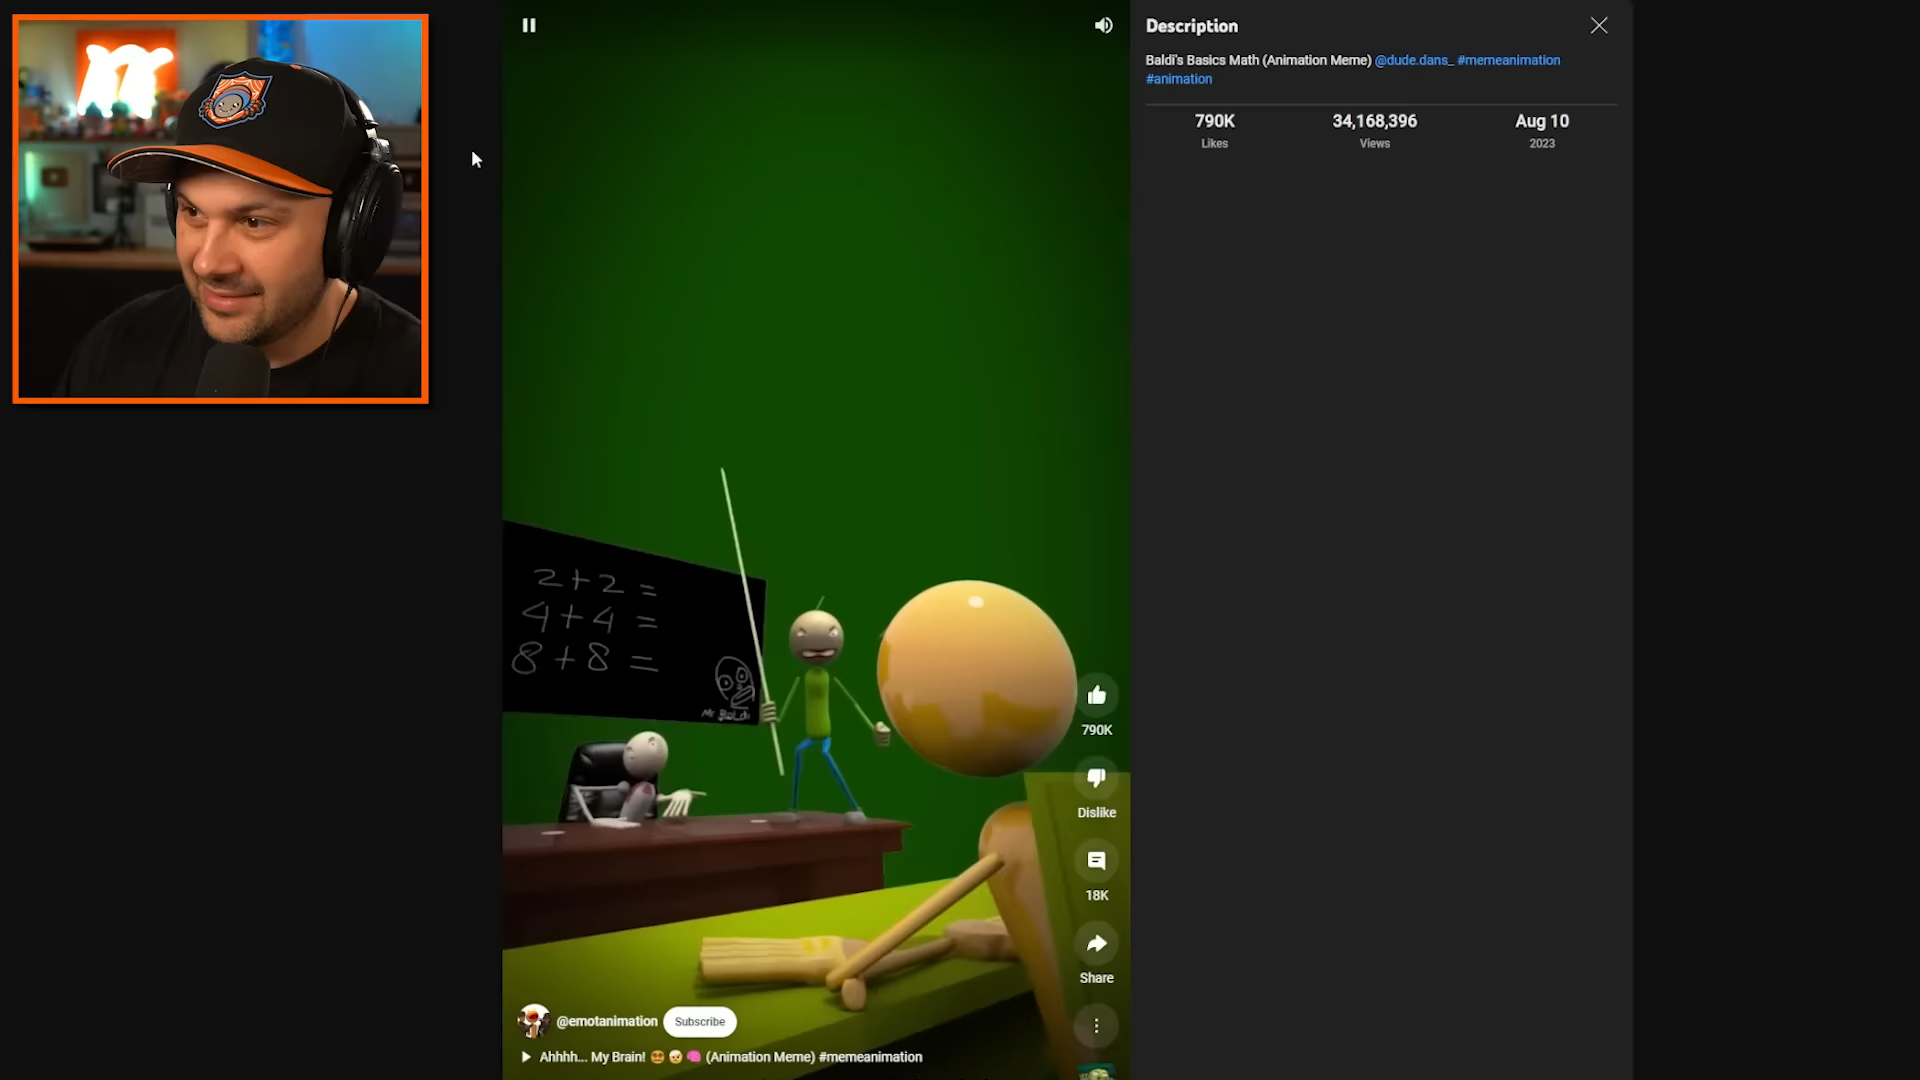 Description
Baldi's Basics Math (Animation Meme) @dude.dans_ #memeanimation
#animation
790K
Likes
34,168,396
Views
Aug 10
2023
2+2=
4+4=
8+8=
Mr Baldi
790K
Dislike
18K
Share
@emotanimation
Subscribe
Ahhhh... My Brain! 😵‍💫 🤕 🧠 (Animation Meme) #memeanimation